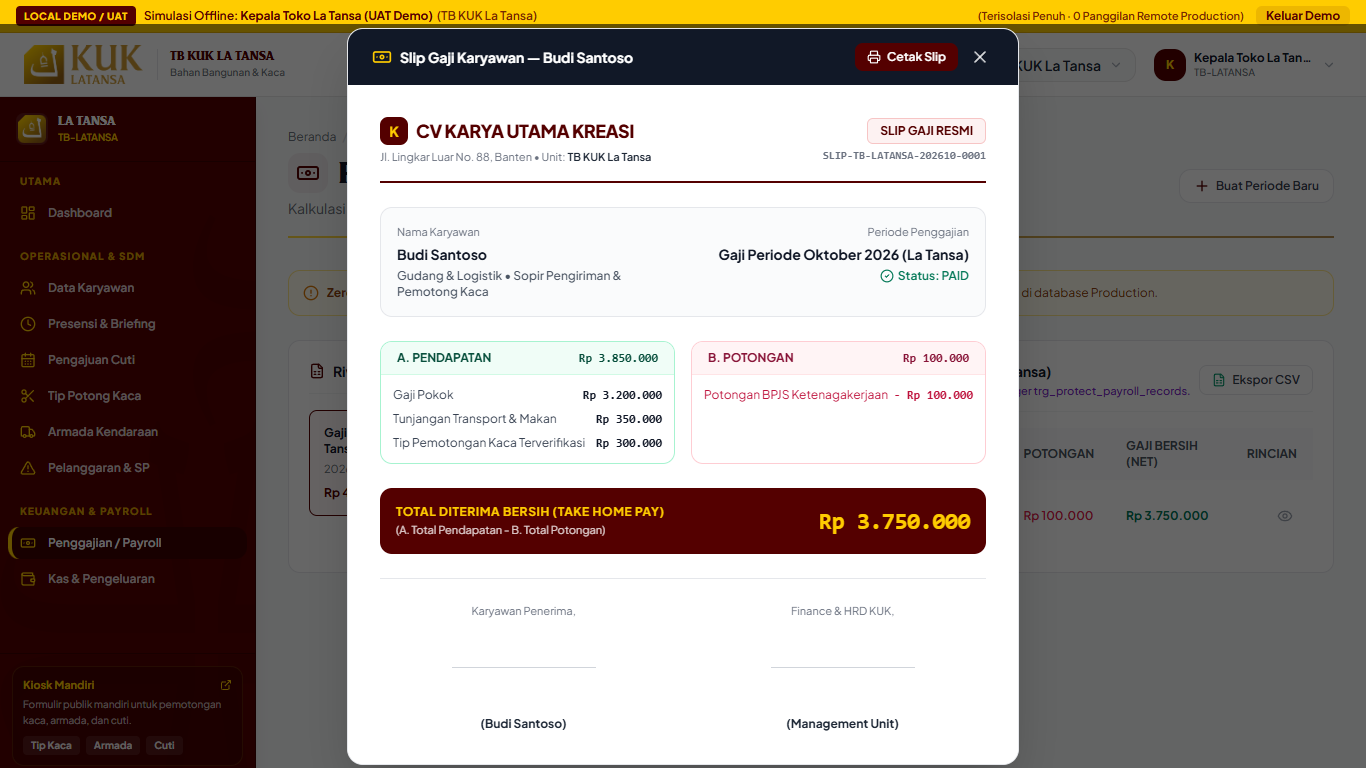 LOCAL DEMO / UAT
Simulasi Offline: Kepala Toko La Tansa (UAT Demo) (TB KUK La Tansa)
(Terisolasi Penuh · 0 Panggilan Remote Production)
Keluar Demo
KUK
LATANSA
TB KUK LA TANSA
Bahan Bangunan & Kaca
KUK La Tansa
K
Kepala Toko La Tan...
TB-LATANSA
LA TANSA
TB-LATANSA
UTAMA
Dashboard
OPERASIONAL & SDM
Data Karyawan
Presensi & Briefing
Pengajuan Cuti
Tip Potong Kaca
Armada Kendaraan
Pelanggaran & SP
KEUANGAN & PAYROLL
Penggajian / Payroll
Kas & Pengeluaran
Kiosk Mandiri
Formulir publik mandiri untuk pemotongan
kaca, armada, dan cuti.
Tip Kaca
Armada
Cuti
Beranda /
Kalkulasi
Buat Periode Baru
di database Production.
Ekspor CSV
trg_protect_payroll_records.
POTONGAN
GAJI BERSIH
(NET)
RINCIAN
Rp 100.000
Rp 3.750.000
Slip Gaji Karyawan — Budi Santoso
Cetak Slip
K
CV KARYA UTAMA KREASI
SLIP GAJI RESMI
Jl. Lingkar Luar No. 88, Banten • Unit: TB KUK La Tansa
SLIP-TB-LATANSA-202610-0001
Nama Karyawan
Periode Penggajian
Budi Santoso
Gaji Periode Oktober 2026 (La Tansa)
Gudang & Logistik • Sopir Pengiriman &
Pemotong Kaca
Status: PAID
A. PENDAPATAN
Rp 3.850.000
Gaji Pokok
Rp 3.200.000
Tunjangan Transport & Makan
Rp 350.000
Tip Pemotongan Kaca Terverifikasi
Rp 300.000
B. POTONGAN
Rp 100.000
Potongan BPJS Ketenagakerjaan
- Rp 100.000
TOTAL DITERIMA BERSIH (TAKE HOME PAY)
(A. Total Pendapatan - B. Total Potongan)
Rp 3.750.000
Karyawan Penerima,
Finance & HRD KUK,
(Budi Santoso)
(Management Unit)